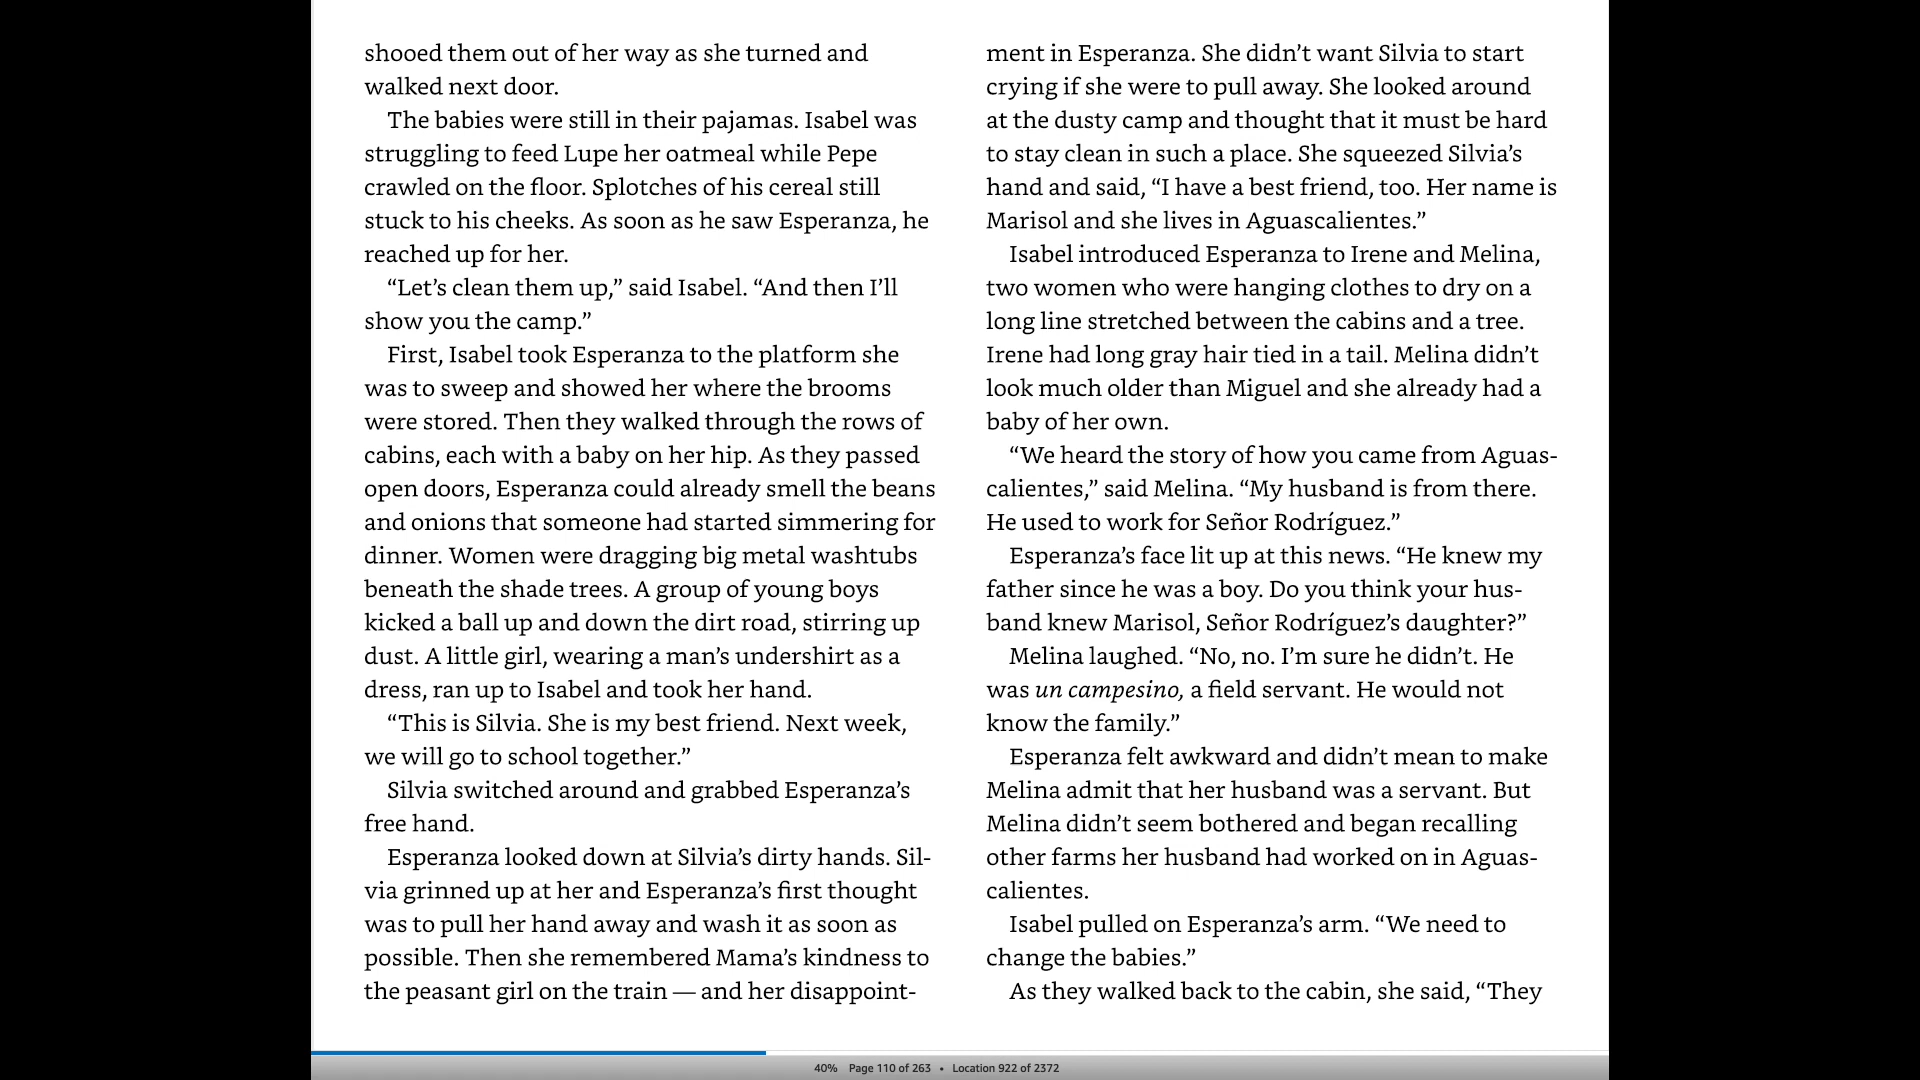 shooed them out of her way as she turned and
walked next door.
The babies were still in their pajamas. Isabel was
struggling to feed Lupe her oatmeal while Pepe
crawled on the floor. Splotches of his cereal still
stuck to his cheeks. As soon as he saw Esperanza, he
reached up for her.
“Let’s clean them up,” said Isabel. “And then I’ll
show you the camp.”
First, Isabel took Esperanza to the platform she
was to sweep and showed her where the brooms
were stored. Then they walked through the rows of
cabins, each with a baby on her hip. As they passed
open doors, Esperanza could already smell the beans
and onions that someone had started simmering for
dinner. Women were dragging big metal washtubs
beneath the shade trees. A group of young boys
kicked a ball up and down the dirt road, stirring up
dust. A little girl, wearing a man’s undershirt as a
dress, ran up to Isabel and took her hand.
“This is Silvia. She is my best friend. Next week,
we will go to school together.”
Silvia switched around and grabbed Esperanza’s
free hand.
Esperanza looked down at Silvia’s dirty hands. Sil-
via grinned up at her and Esperanza’s first thought
was to pull her hand away and wash it as soon as
possible. Then she remembered Mama’s kindness to
the peasant girl on the train — and her disappoint-
ment in Esperanza. She didn’t want Silvia to start
crying if she were to pull away. She looked around
at the dusty camp and thought that it must be hard
to stay clean in such a place. She squeezed Silvia’s
hand and said, “I have a best friend, too. Her name is
Marisol and she lives in Aguascalientes.”
Isabel introduced Esperanza to Irene and Melina,
two women who were hanging clothes to dry on a
long line stretched between the cabins and a tree.
Irene had long gray hair tied in a tail. Melina didn’t
look much older than Miguel and she already had a
baby of her own.
“We heard the story of how you came from Aguas-
calientes,” said Melina. “My husband is from there.
He used to work for Señor Rodríguez.”
Esperanza’s face lit up at this news. “He knew my
father since he was a boy. Do you think your hus-
band knew Marisol, Señor Rodríguez’s daughter?”
Melina laughed. “No, no. I’m sure he didn’t. He
was un campesino, a field servant. He would not
know the family.”
Esperanza felt awkward and didn’t mean to make
Melina admit that her husband was a servant. But
Melina didn’t seem bothered and began recalling
other farms her husband had worked on in Aguas-
calientes.
Isabel pulled on Esperanza’s arm. “We need to
change the babies.”
As they walked back to the cabin, she said, “They
40% Page 110 of 263 • Location 922 of 2372